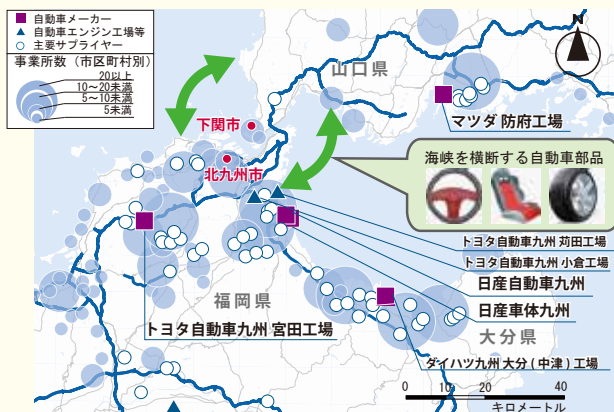 自動車メーカー
自動車エンジン工場等
主要サプライヤー
事業所数（市区町村別）
20以上
10〜20未満
5〜10未満
5未満
N
山口県
下関市
北九州市
マツダ 防府工場
海峡を横断する自動車部品
トヨタ自動車九州 苅田工場
トヨタ自動車九州 小倉工場
日産自動車九州
日産車体九州
福岡県
トヨタ自動車九州 宮田工場
大分県
ダイハツ九州 大分(中津)工場
0 10 20 40
キロメートル